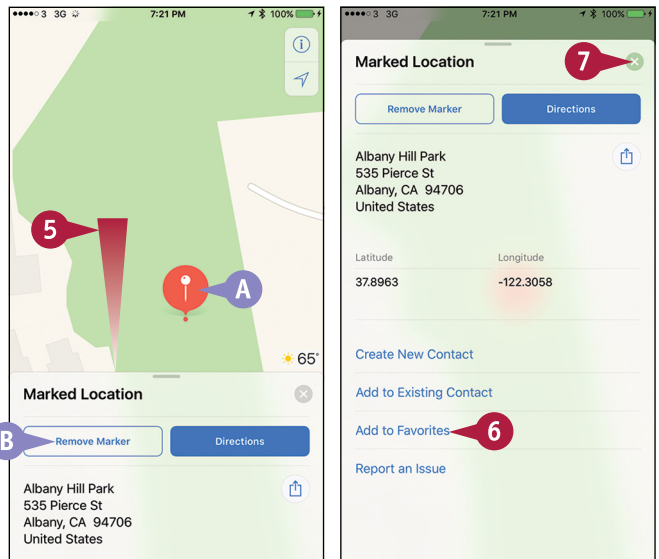 3 3G 7:21 PM 100%
5
A
65°
Marked Location
B
Remove Marker Directions
Albany Hill Park
535 Pierce St
Albany, CA 94706
United States
3 3G 7:21 PM 100%
Marked Location
7
Remove Marker Directions
Albany Hill Park
535 Pierce St
Albany, CA 94706
United States
Latitude Longitude
37.8963 -122.3058
Create New Contact
Add to Existing Contact
Add to Favorites
6
Report an Issue